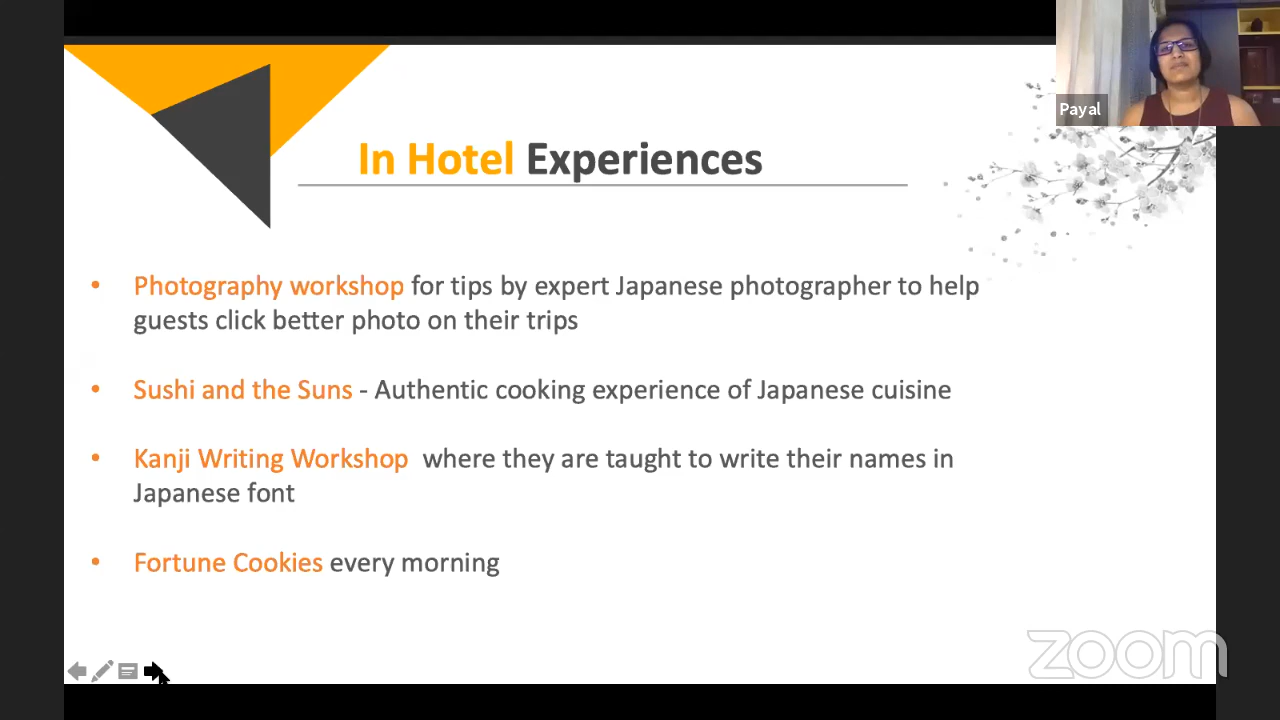 Payal
In Hotel Experiences
• Photography workshop for tips by expert Japanese photographer to help
guests click better photo on their trips
• Sushi and the Suns - Authentic cooking experience of Japanese cuisine
• Kanji Writing Workshop where they are taught to write their names in
Japanese font
• Fortune Cookies every morning
zoom